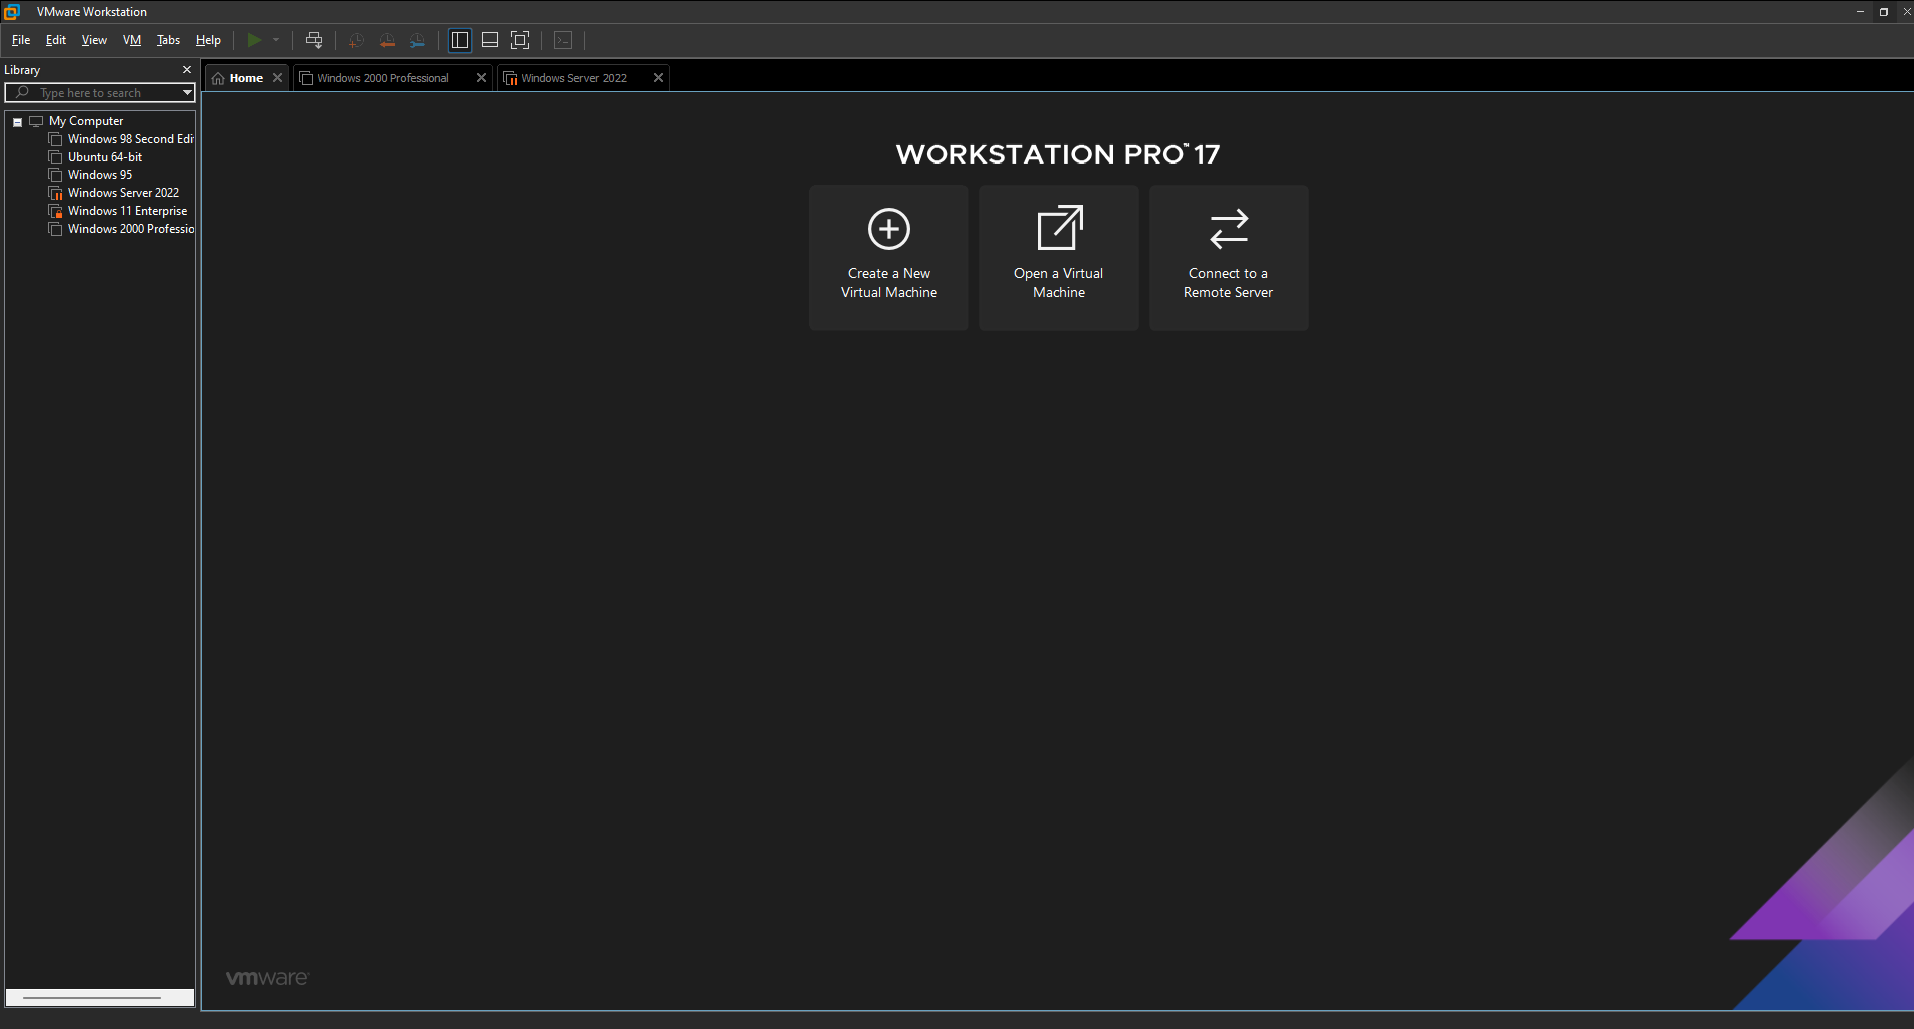 VMware Workstation
File Edit View VM Tabs Help
Library
Type here to search
My Computer
Windows 98 Second Edi
Ubuntu 64-bit
Windows 95
Windows Server 2022
Windows 11 Enterprise
Windows 2000 Professio
Home
Windows 2000 Professional
Windows Server 2022
WORKSTATION PRO™ 17
Create a New
Virtual Machine
Open a Virtual
Machine
Connect to a
Remote Server
vmware